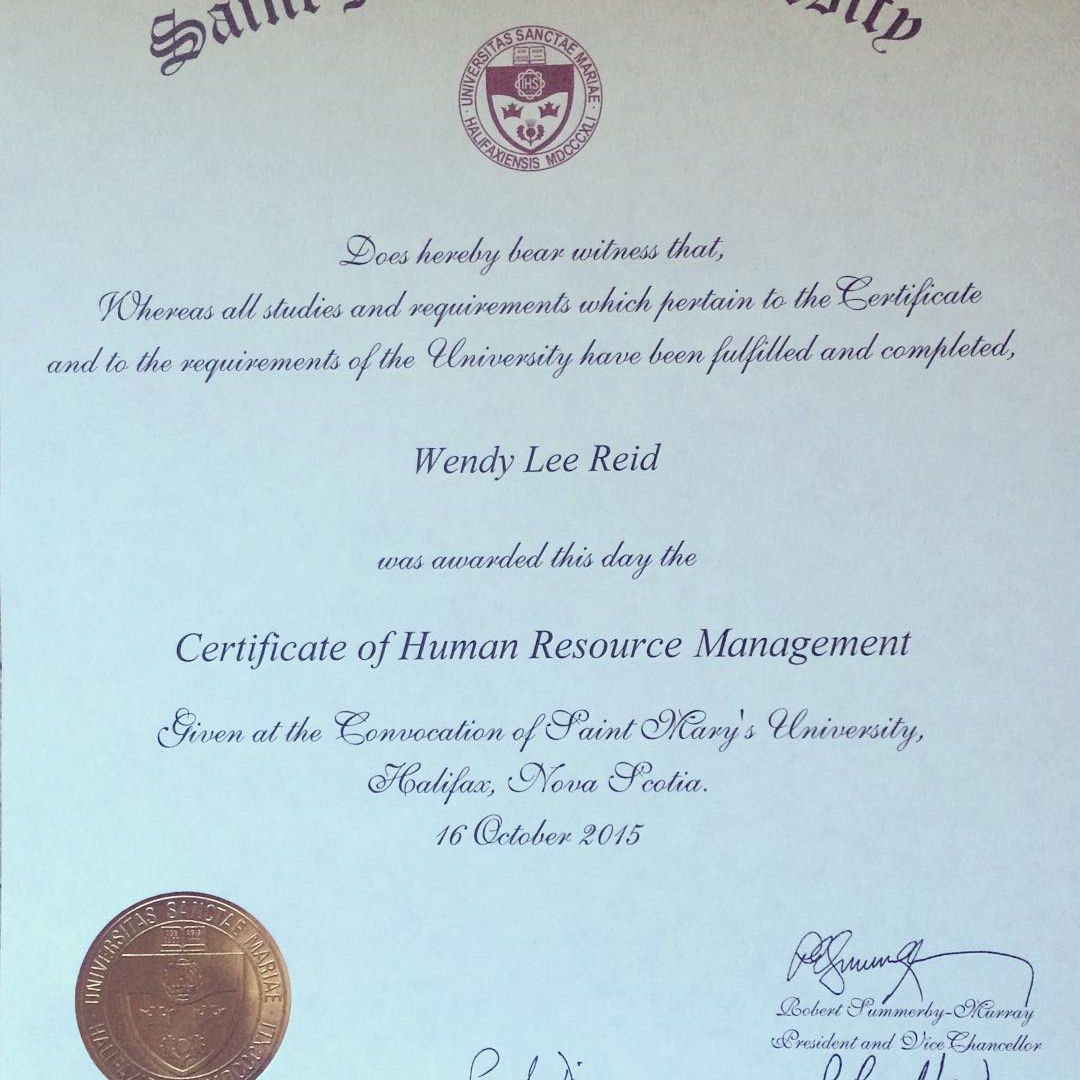 UNIVERSITAS SANCTAE MARIAE
HALIFAXIENSIS MDCCCXLI
IHS
Does hereby bear witness that,
Whereas all studies and requirements which pertain to the Certificate
and to the requirements of the University have been fulfilled and completed,
Wendy Lee Reid
was awarded this day the
Certificate of Human Resource Management
Given at the Convocation of Saint Mary's University,
Halifax, Nova Scotia.
16 October 2015
UNIVERSITAS SANCTAE MARIAE
Robert Summerby-Murray
President and Vice Chancellor